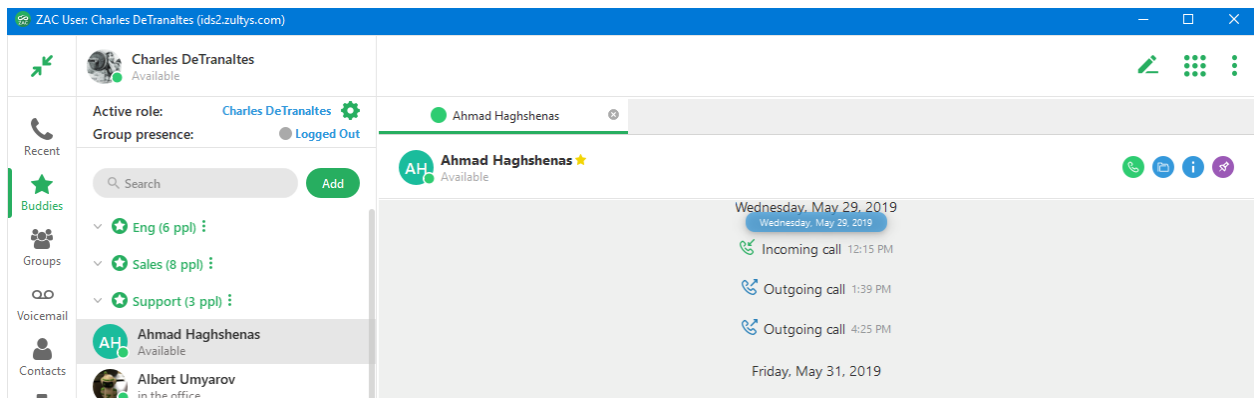 ZAC User: Charles DeTranaltes (ids2.zultys.com)
Charles DeTranaltes
Available
Recent
Buddies
Groups
Voicemail
Contacts
Active role: Charles DeTranaltes
Group presence: Logged Out
Search Add
Eng (6 ppl)
Sales (8 ppl)
Support (3 ppl)
AH Ahmad Haghshenas
Available
Albert Umyarov
in the office
Ahmad Haghshenas
AH Ahmad Haghshenas
Available
Wednesday, May 29, 2019
Wednesday, May 29, 2019
Incoming call 12:15 PM
Outgoing call 1:39 PM
Outgoing call 4:25 PM
Friday, May 31, 2019